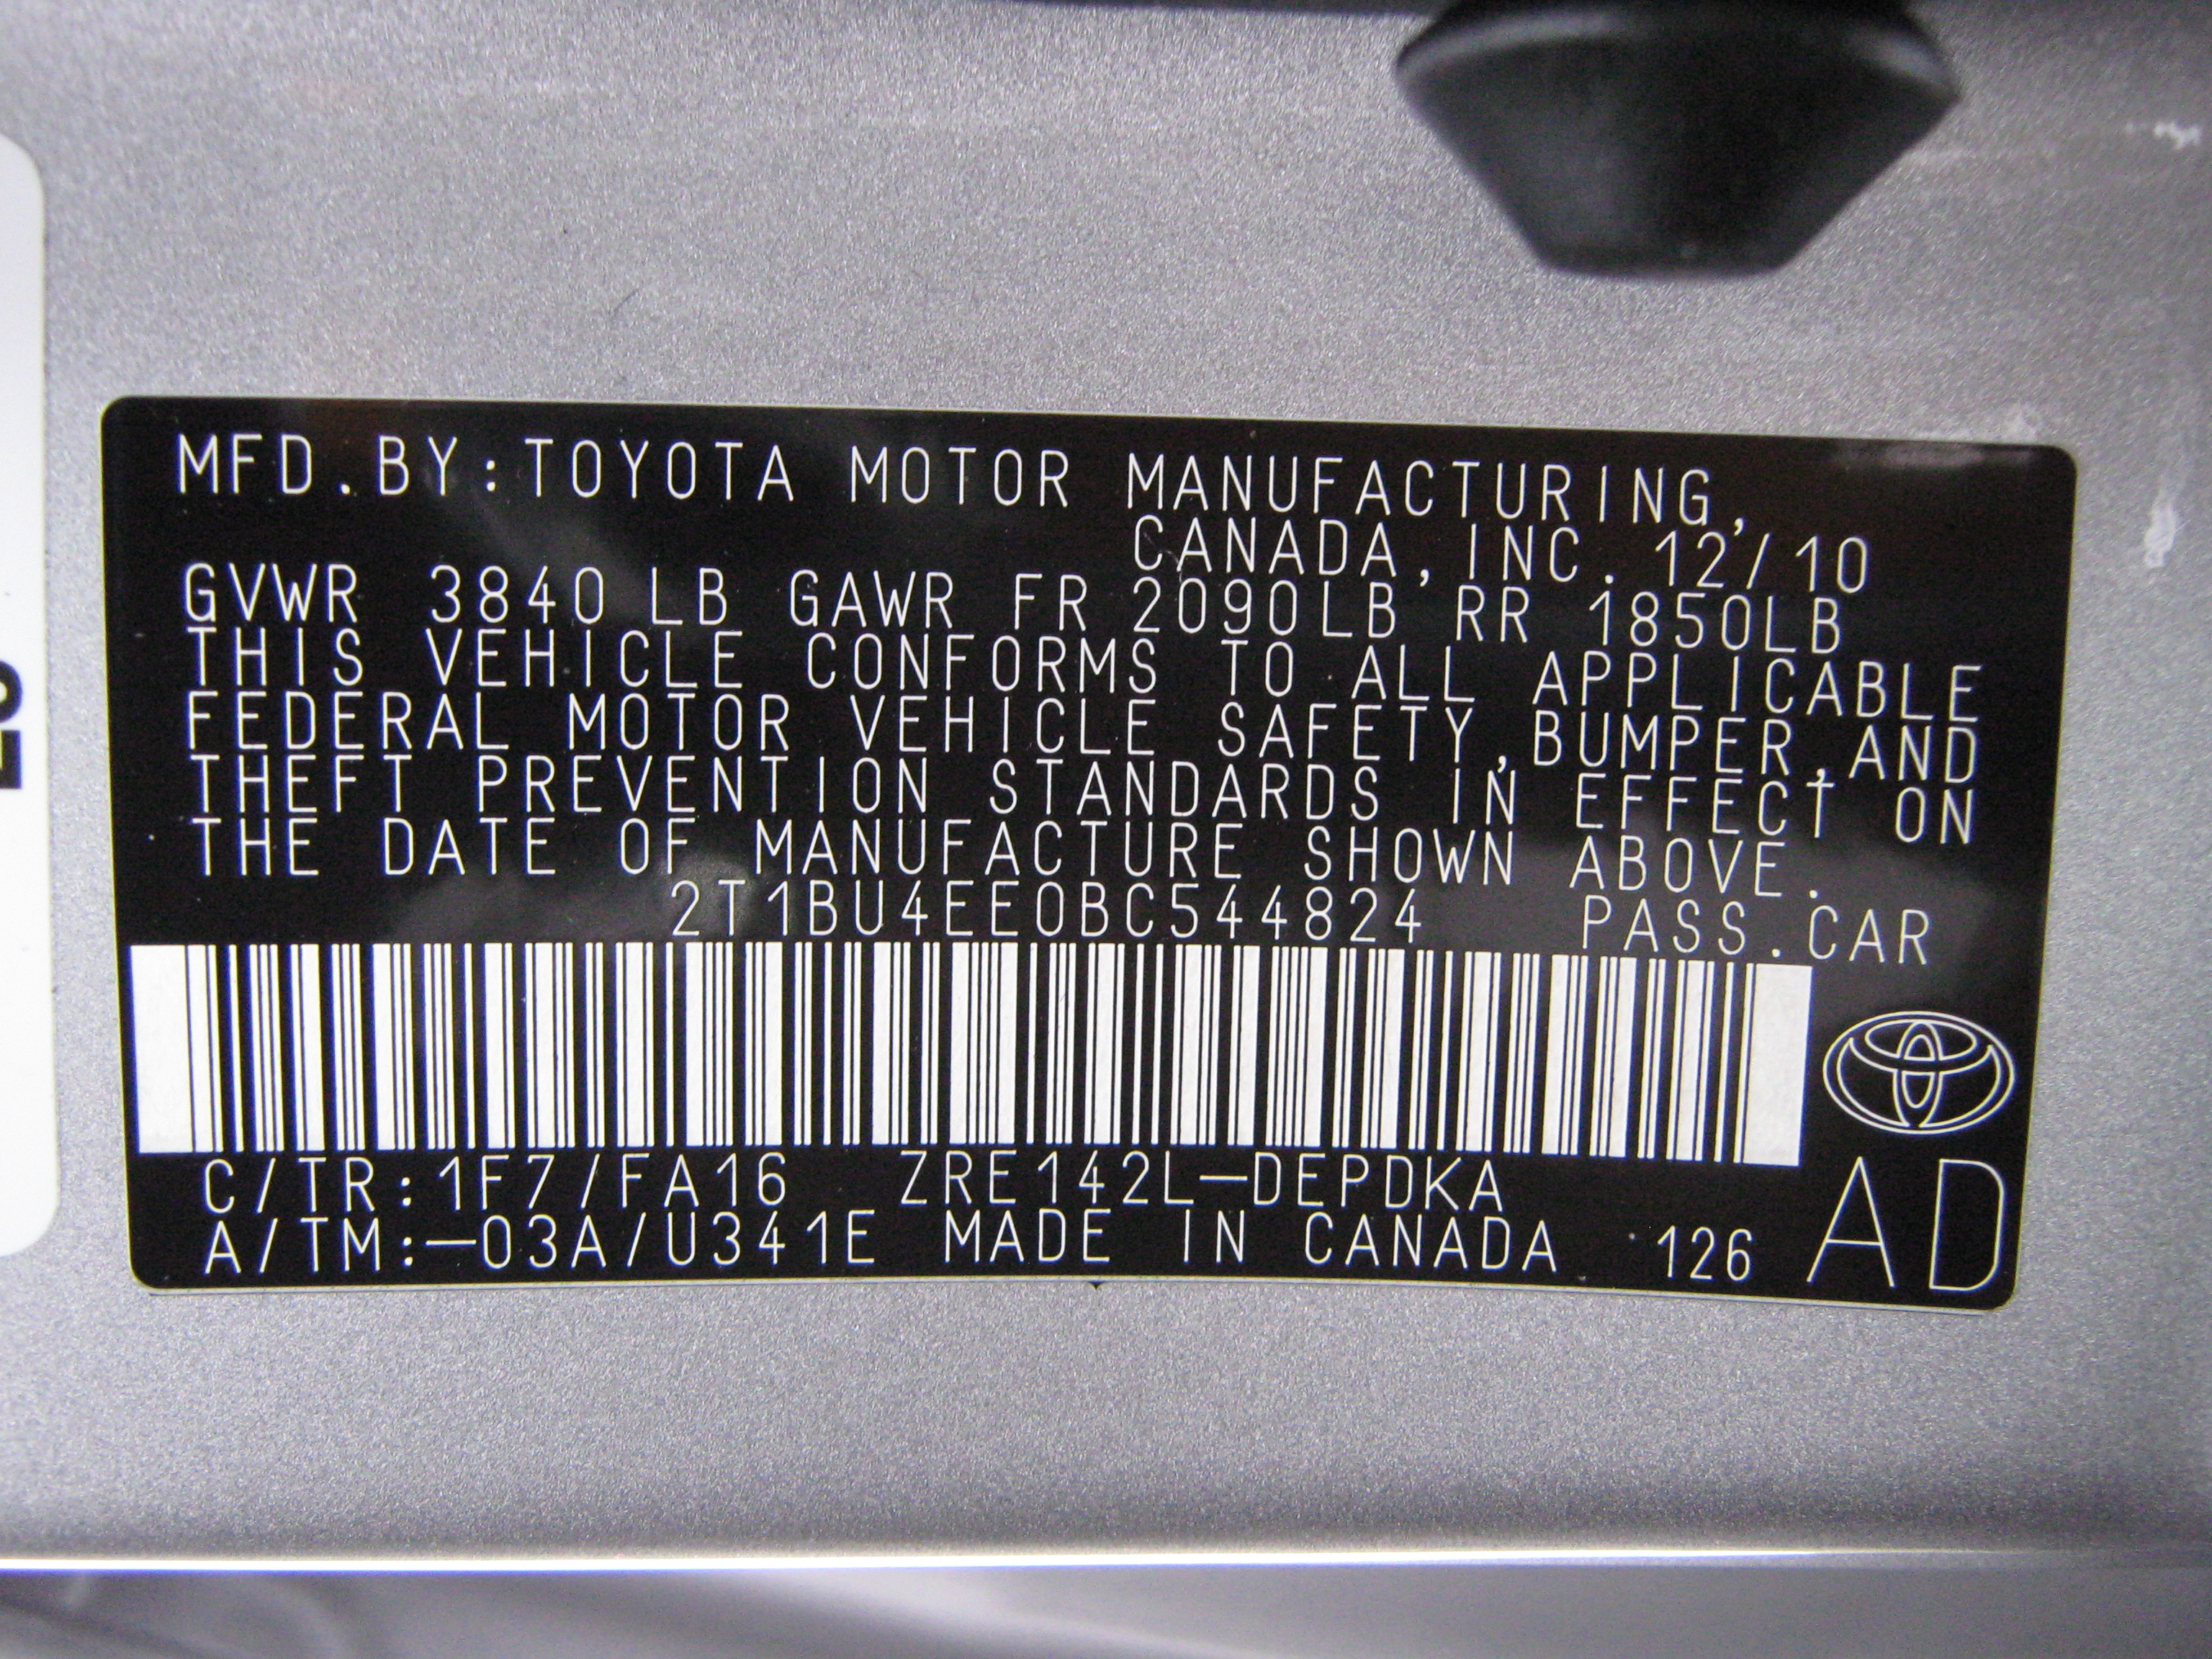 MFD.BY:TOYOTA MOTOR MANUFACTURING,
CANADA,INC. 12/10
GVWR 3840 LB GAWR FR 2090LB RR 1850LB
THIS VEHICLE CONFORMS TO ALL APPLICABLE
FEDERAL MOTOR VEHICLE SAFETY,BUMPER,AND
THEFT PREVENTION STANDARDS IN EFFECT ON
THE DATE OF MANUFACTURE SHOWN ABOVE.
2T1BU4EE0BC544824 PASS.CAR
C/TR:1F7/FA16 ZRE142L-DEPDKA
A/TM:-03A/U341E MADE IN CANADA 126 AD